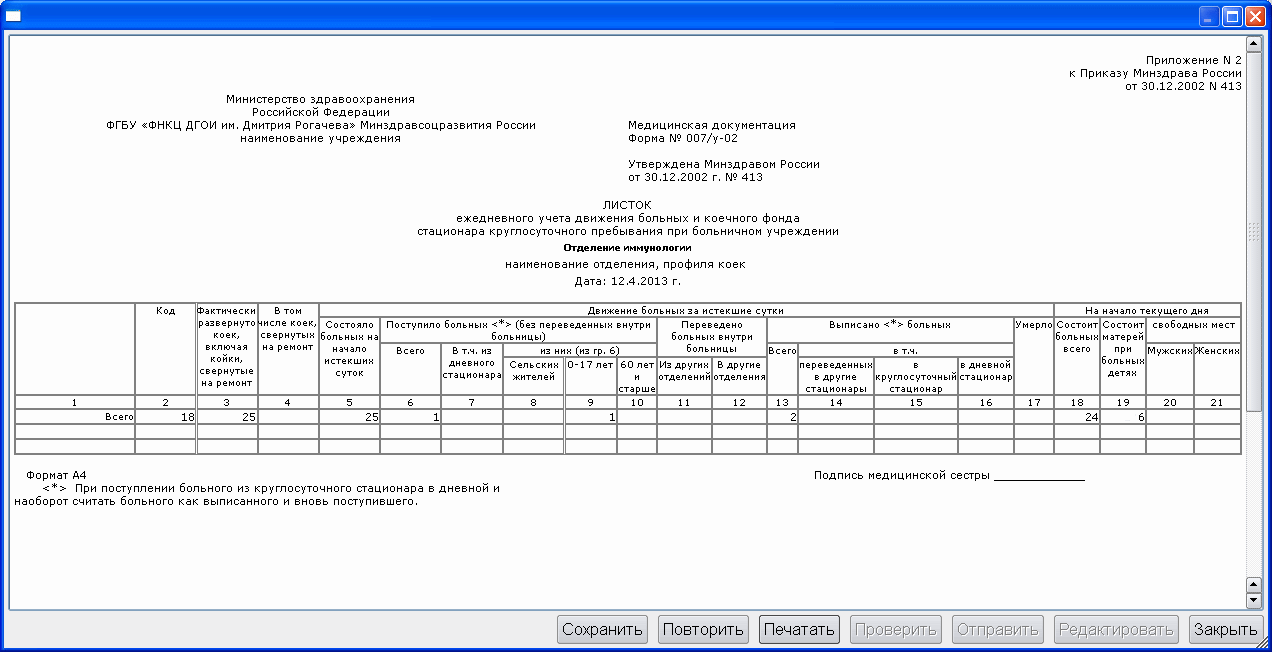 Приложение N 2
к Приказу Минздрава России
от 30.12.2002 N 413
Министерство здравоохранения
Российской Федерации
ФГБУ «ФНКЦ ДГОИ им. Дмитрия Рогачева» Минздравсоцразвития России
наименование учреждения
Медицинская документация
Форма № 007/у-02
Утверждена Минздравом России
от 30.12.2002 г. № 413
ЛИСТОК
ежедневного учета движения больных и коечного фонда
стационара круглосуточного пребывания при больничном учреждении
Отделение иммунологии
наименование отделения, профиля коек
Дата: 12.4.2013 г.
Код
Фактически
развернуто
коек,
включая
койки,
свернутые
на ремонт
В том
числе коек,
свернутых
на ремонт
Движение больных за истекшие сутки
Состояло
больных на
начало
истекших
суток
Поступило больных <*> (без переведенных внутри
больницы)
Всего
В т.ч. из
дневного
стационара
из них (из гр. 6)
Сельских
жителей
0-17 лет
60 лет
и
старше
Переведено
больных внутри
больницы
Из других
отделений
В другие
отделения
Выписано <*> больных
Всего
в т.ч.
переведенных
в другие
стационары
в
круглосуточный
стационар
в дневной
стационар
Умерло
На начало текущего дня
Состоит
больных
всего
Состоит
матерей
при
больных
детях
свободных мест
Мужских
Женских
1 2 3 4 5 6 7 8 9 10 11 12 13 14 15 16 17 18 19 20 21
Всего 18 25 25 1 1 2 24 6
Формат А4
<*> При поступлении больного из круглосуточного стационара в дневной и
наоборот считать больного как выписанного и вновь поступившего.
Подпись медицинской сестры _____________
Сохранить Повторить Печатать Проверить Отправить Редактировать Закрыть